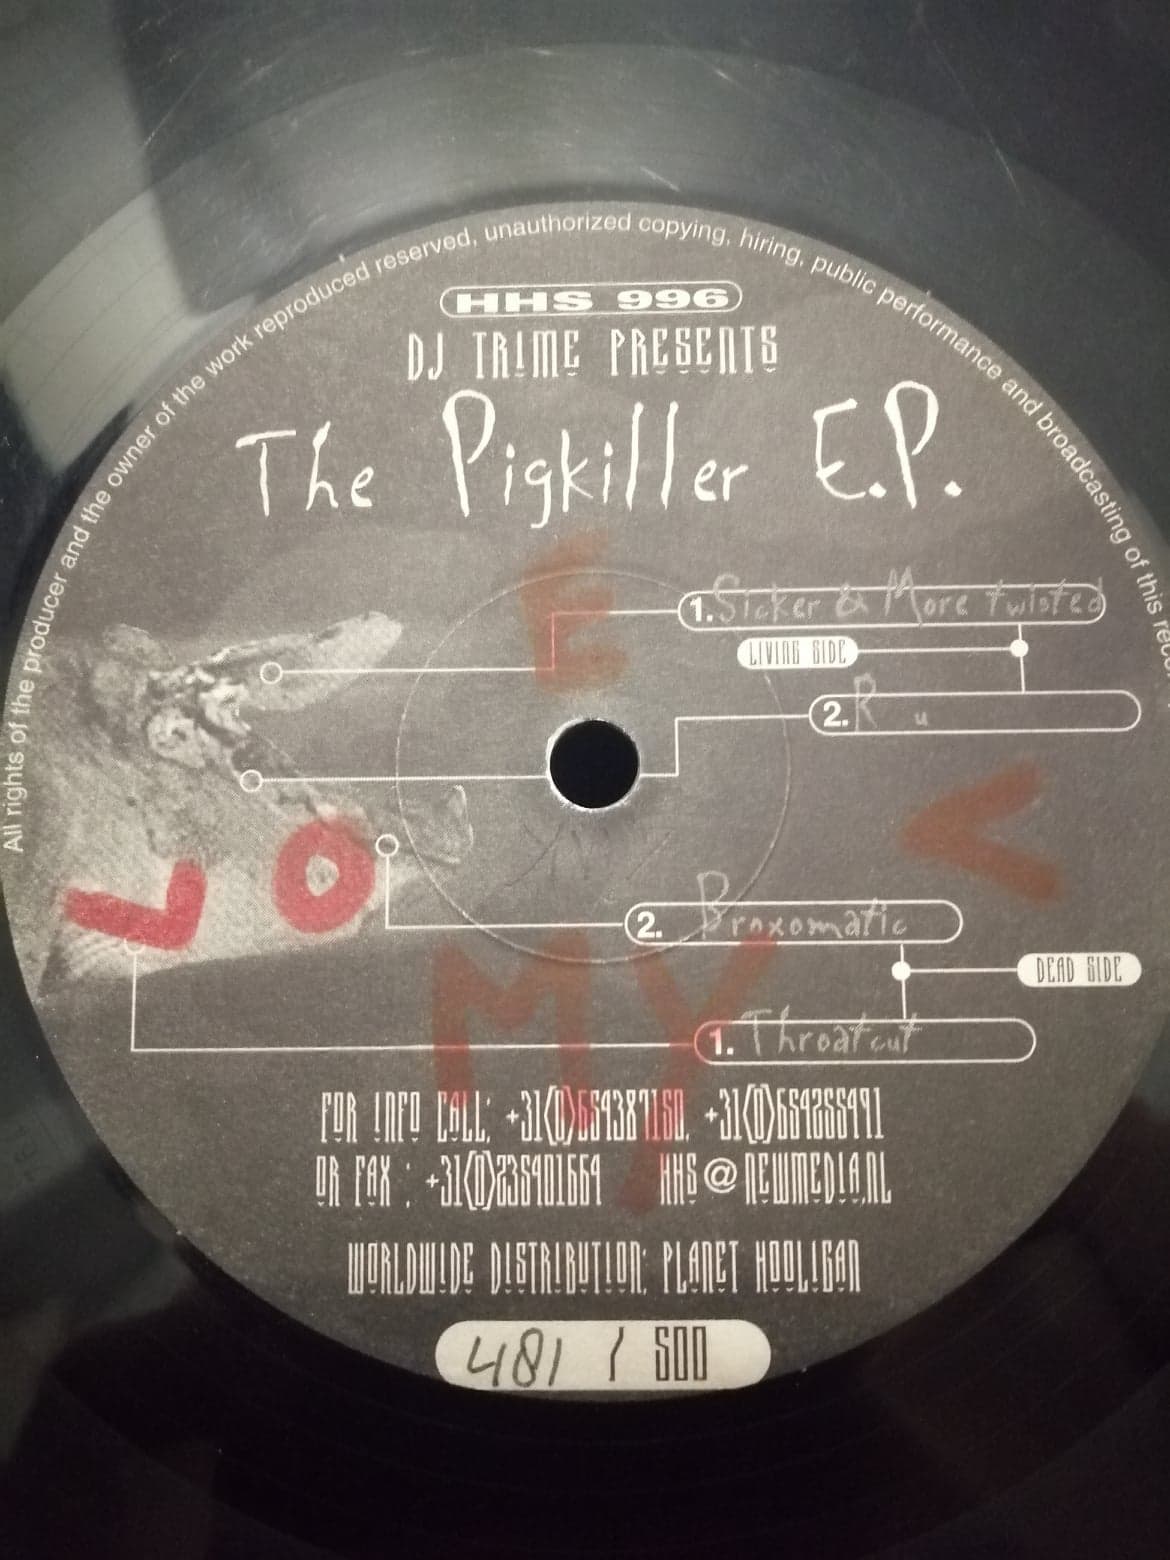 All rights of the producer and the owner of the work reproduced reserved, unauthorized copying, hiring, public performance and broadcasting of this
HHS 996
DJ TRIME PRESENTS
The Pigkiller E.P.
E
1. Sicker & More twisted
LIVING SIDE
2.
<
L O
2. Broxomatic
DEAD SIDE
MY
1. Throatcut
FOR INFO CALL: +31(0)654387150, +31(0)654255491
OR FAX : +31(0)235401664 HHS @ NEWMEDIA.NL
WORLDWIDE DISTRIBUTION: PLANET HOOLIGAN
481 / 500